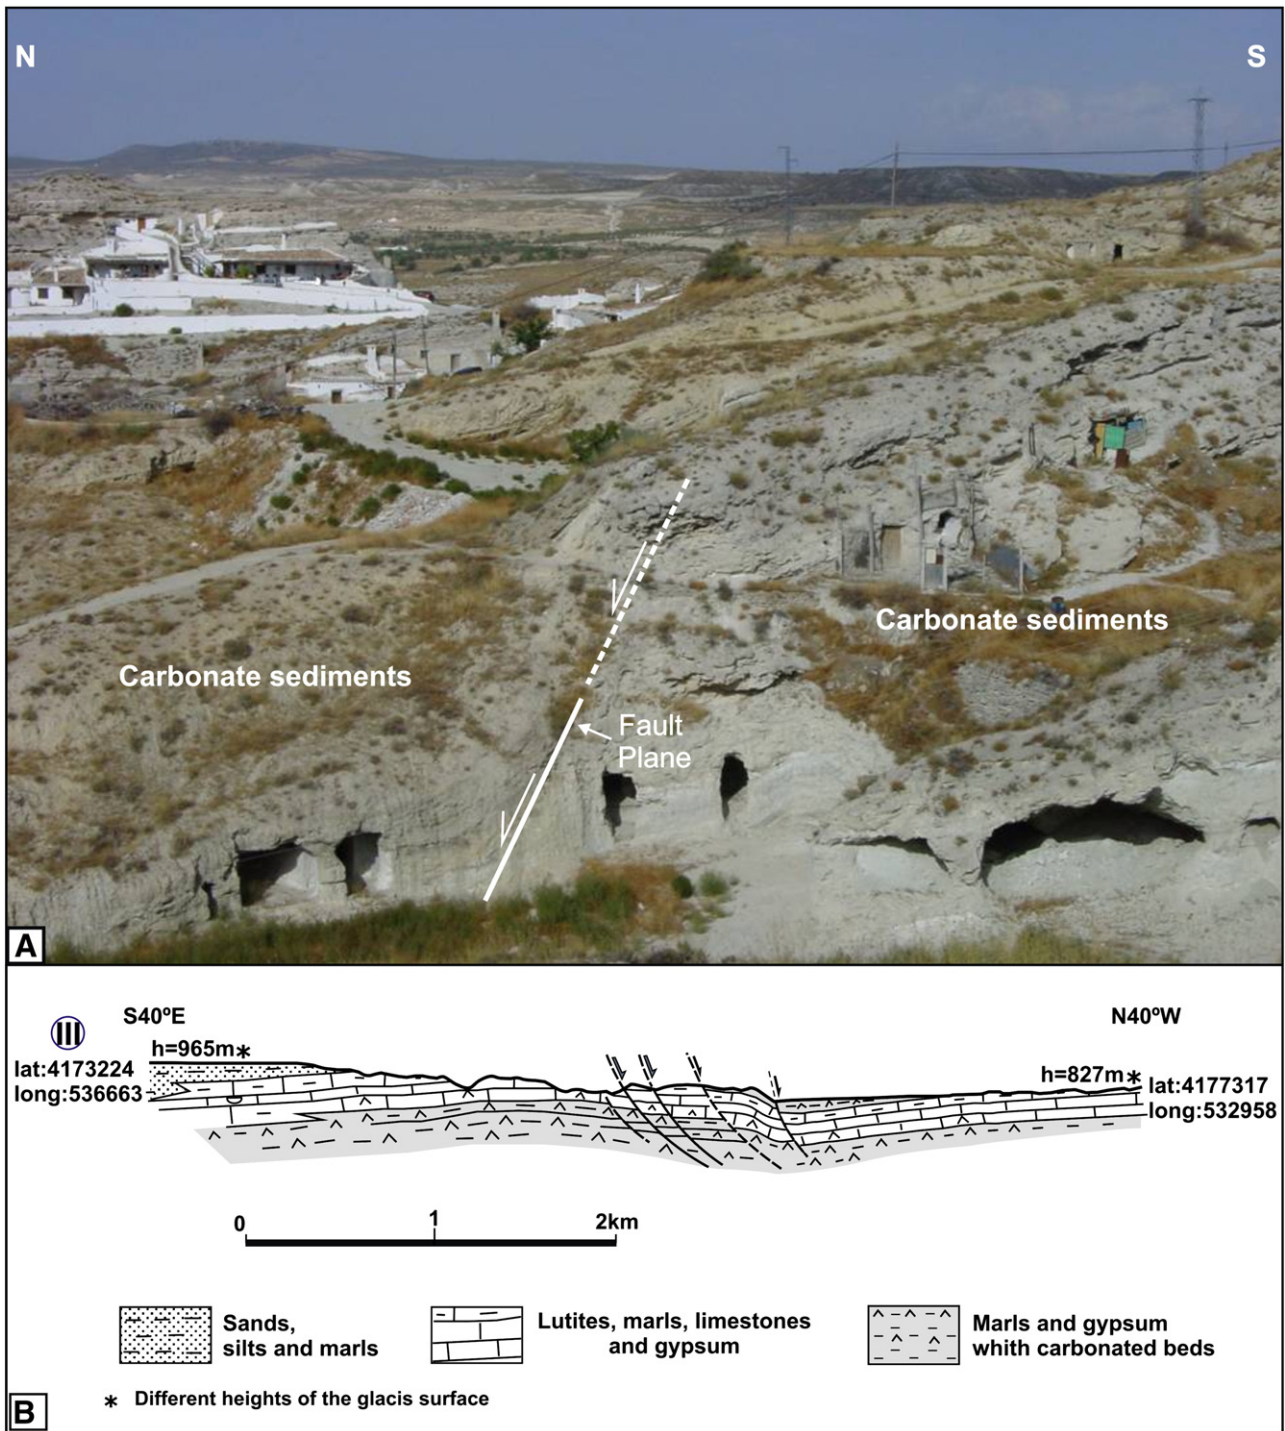 N
S
Carbonate sediments
Carbonate sediments
Fault
Plane
A
S40ºE
N40ºW
III
h=965m*
lat:4173224
long:536663
h=827m*
lat:4177317
long:532958
0
1
2km
Sands,
silts and marls
Lutites, marls, limestones
and gypsum
Marls and gypsum
whith carbonated beds
* Different heights of the glacis surface
B